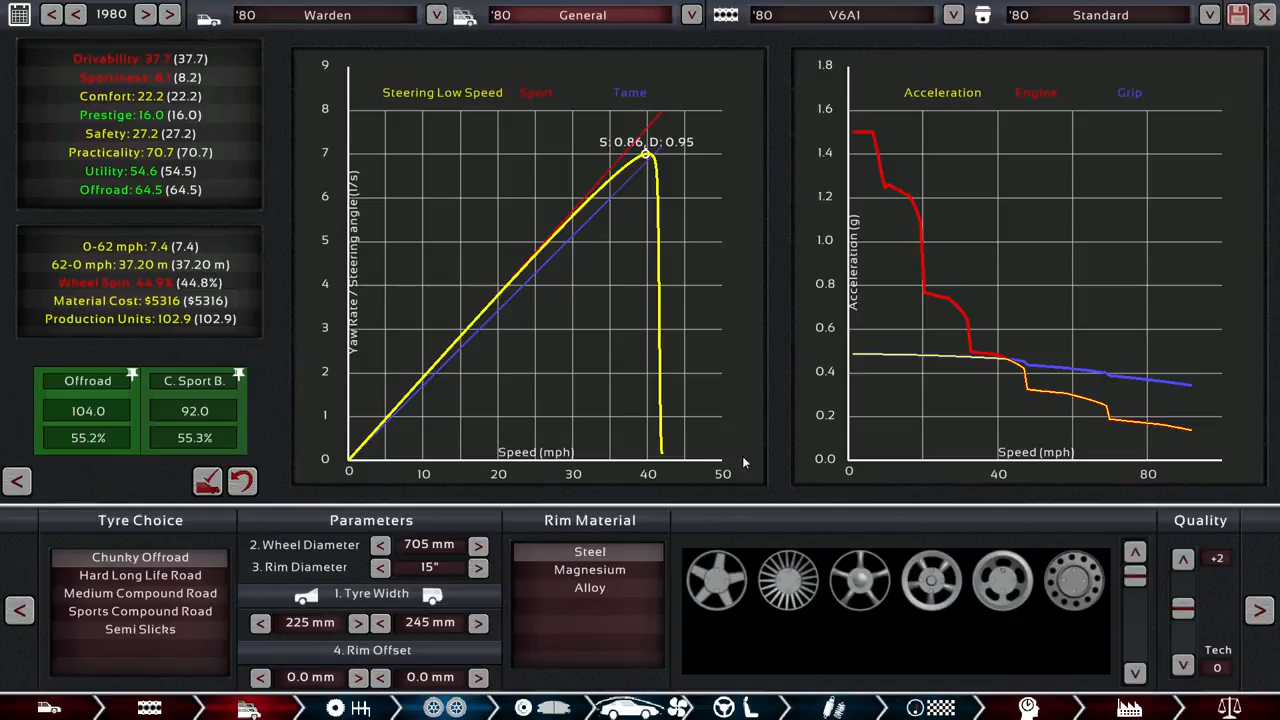 1980 '80 Warden '80 General '80 V6A1 '80 Standard
Drivability: 37.7 (37.7)
Sportiness: 8.1 (8.2)
Comfort: 22.2 (22.2)
Prestige: 16.0 (16.0)
Safety: 27.2 (27.2)
Practicality: 70.7 (70.7)
Utility: 54.6 (54.5)
Offroad: 64.5 (64.5)
0-62 mph: 7.4 (7.4)
62-0 mph: 37.20 m (37.20 m)
Wheel Spin: 44.9% (44.8%)
Material Cost: $5316 ($5316)
Production Units: 102.9 (102.9)
Offroad C. Sport B.
104.0 92.0
55.2% 55.3%
Steering Low Speed Sport Tame
S: 0.86, D: 0.95
9
8
7
6
5
4
3
2
1
0
Yaw Rate / Steering angle (1/s)
Speed (mph)
0 10 20 30 40 50
Acceleration Engine Grip
1.8
1.6
1.4
1.2
1.0
0.8
0.6
0.4
0.2
0.0
Acceleration (g)
Speed (mph)
0 40 80
Tyre Choice
Chunky Offroad
Hard Long Life Road
Medium Compound Road
Sports Compound Road
Semi Slicks
Parameters
2. Wheel Diameter 705 mm
3. Rim Diameter 15"
1. Tyre Width
225 mm 245 mm
4. Rim Offset
0.0 mm 0.0 mm
Rim Material
Steel
Magnesium
Alloy
Quality
+2
Tech
0